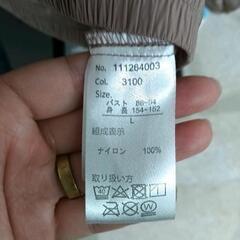 No. 111264003
Col. 3100
Size.
バスト 86-94
身 長 154-162
L
組成表示
ナイロン 100%
取り扱い方
40